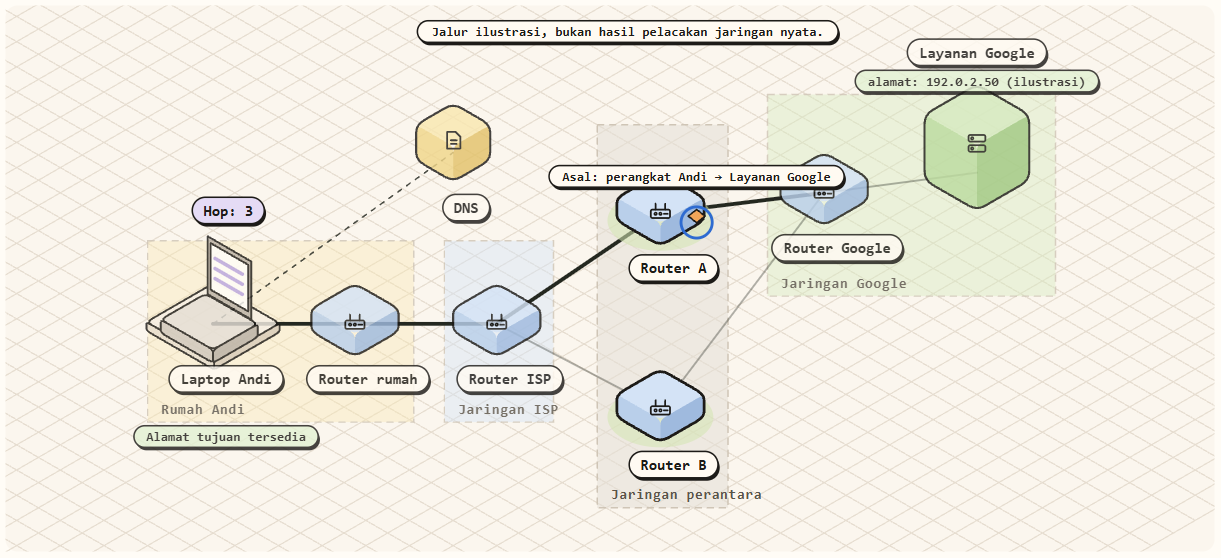 Jalur ilustrasi, bukan hasil pelacakan jaringan nyata.
Layanan Google
alamat: 192.0.2.50 (ilustrasi)
Asal: perangkat Andi → Layanan Google
DNS
Hop: 3
Router A
Router Google
Jaringan Google
Laptop Andi
Router rumah
Router ISP
Rumah Andi
Jaringan ISP
Alamat tujuan tersedia
Router B
Jaringan perantara